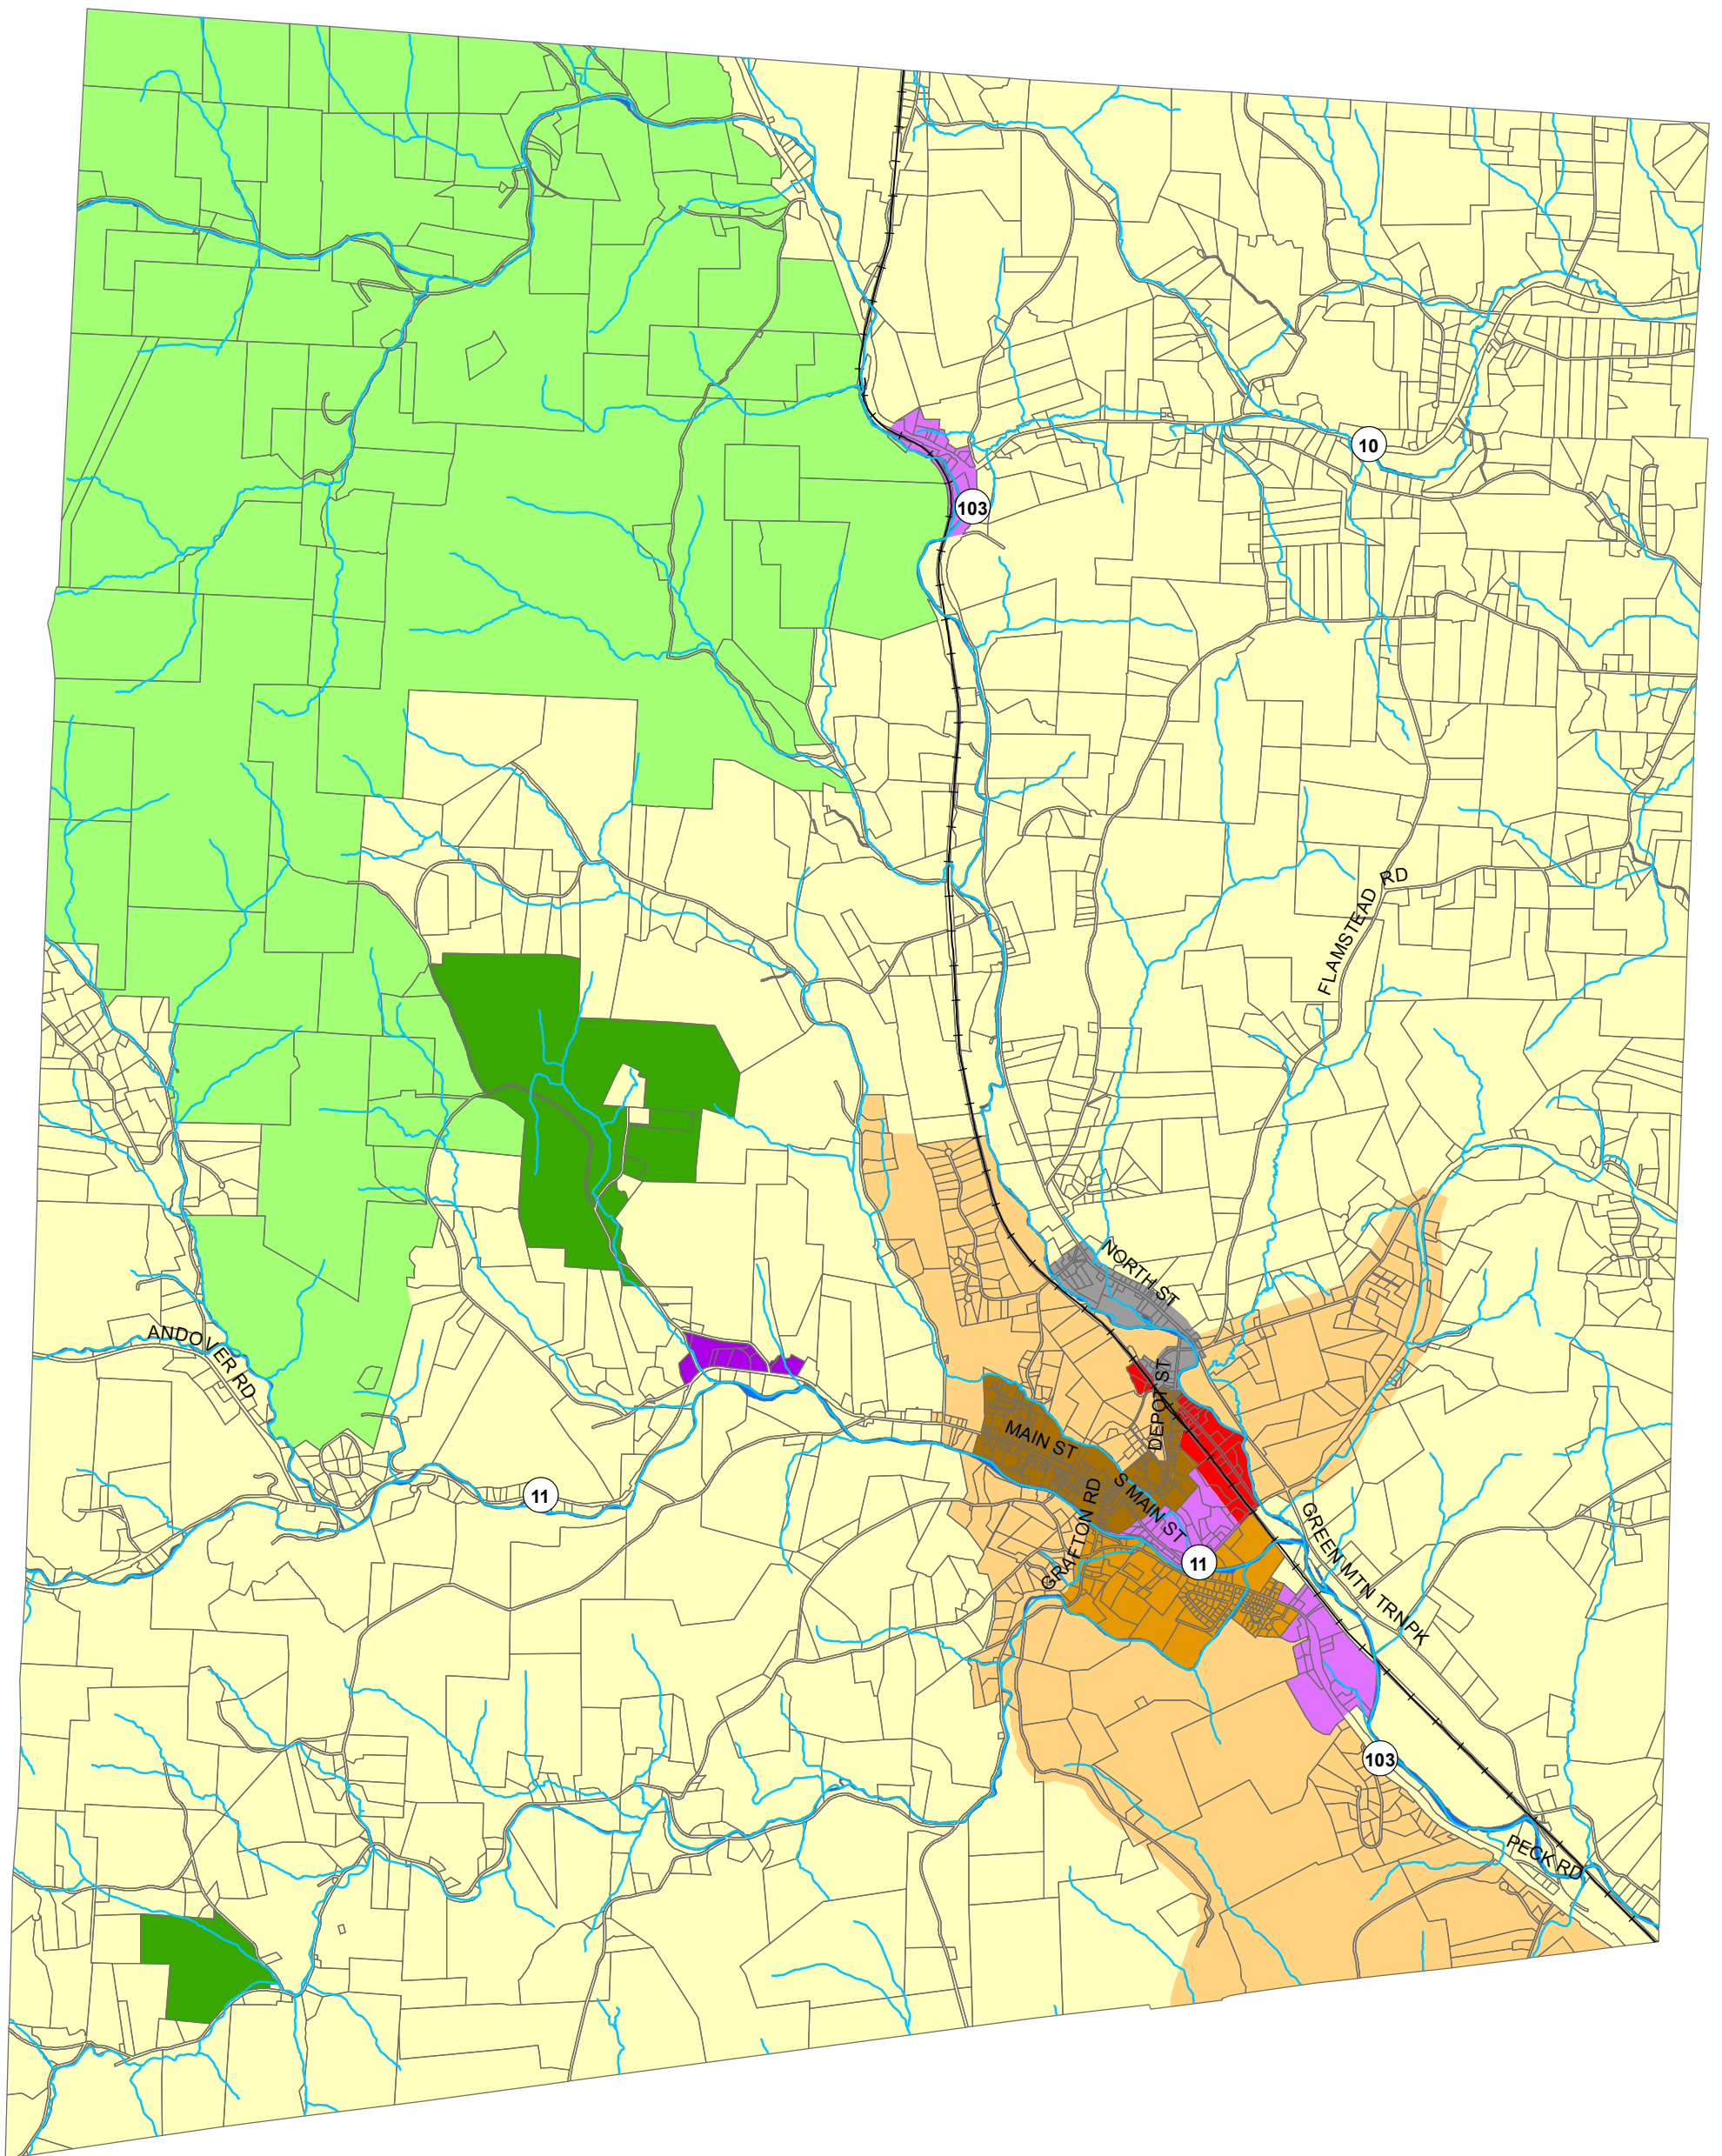 10
103
FLAMSTEAD RD
NORTH ST
ANDOVER RD
DEPOT ST
MAIN ST
S MAIN ST
GRAFTON RD
11
11
GREEN MTN TRNPK
103
PECK RD